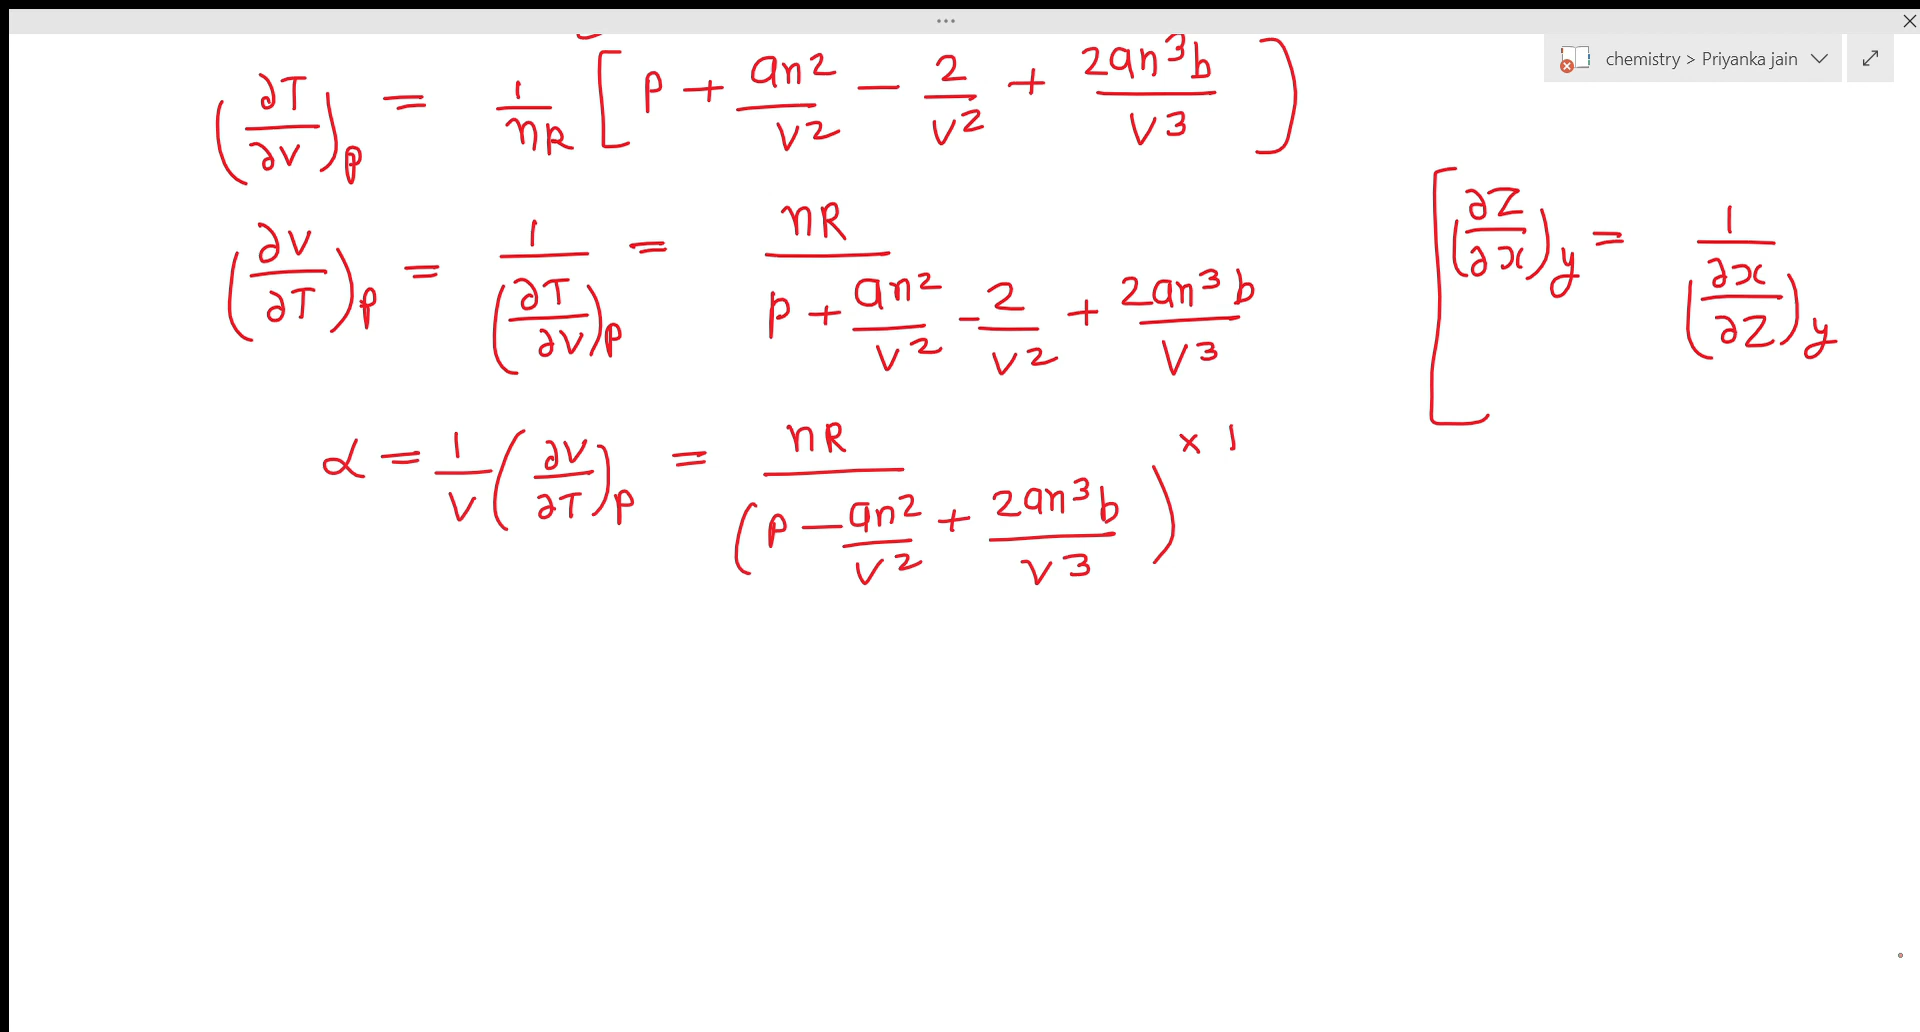 chemistry > Priyanka jain
(∂T/∂V)p = 1/nR [P + an²/V² − 2/V² + 2an³b/V³]
(∂V/∂T)p = 1/(∂T/∂V)p = nR/(P + an²/V² − 2/V² + 2an³b/V³)
[(∂Z/∂x)y = 1/(∂x/∂Z)y
α = 1/V (∂V/∂T)p = nR/(P − an²/V² + 2an³b/V³) × 1